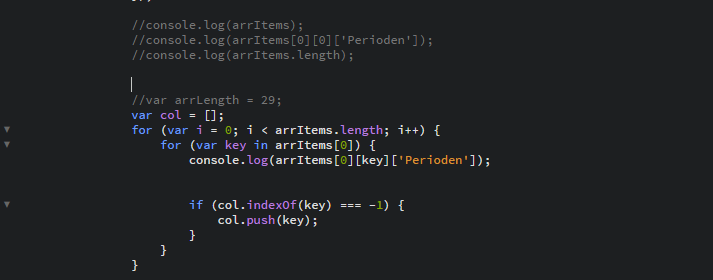 //console.log(arrItems);
//console.log(arrItems[0][0]['Perioden']);
//console.log(arrItems.length);
//var arrLength = 29;
var col = [];
for (var i = 0; i < arrItems.length; i++) {
for (var key in arrItems[0]) {
console.log(arrItems[0][key]['Perioden']);
if (col.indexOf(key) === -1) {
col.push(key);
}
}
}